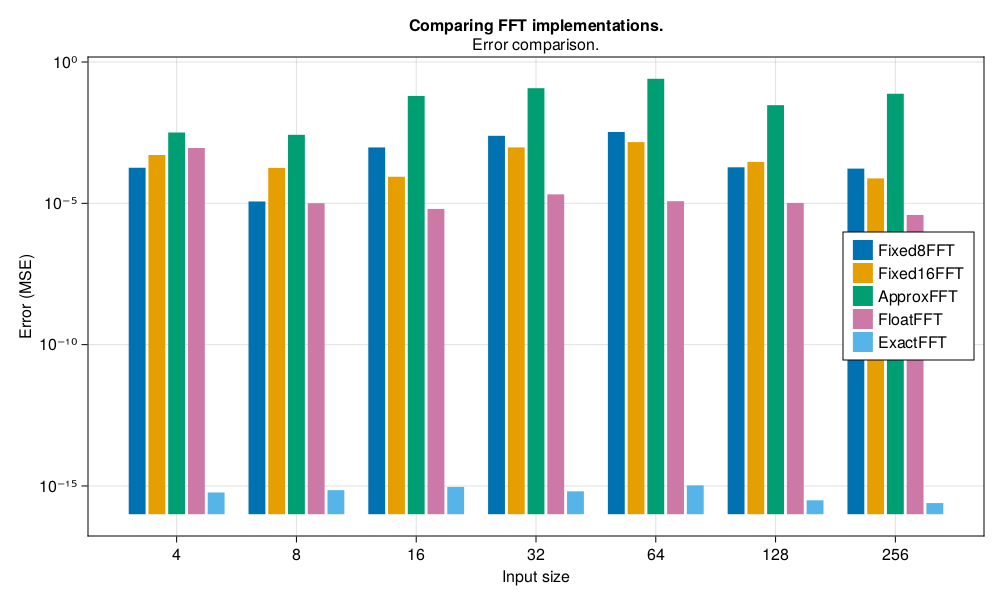 Comparing FFT implementations.
Error comparison.
10⁰
10⁻⁵
10⁻¹⁰
10⁻¹⁵
Error (MSE)
Fixed8FFT
Fixed16FFT
ApproxFFT
FloatFFT
ExactFFT
4 8 16 32 64 128 256
Input size